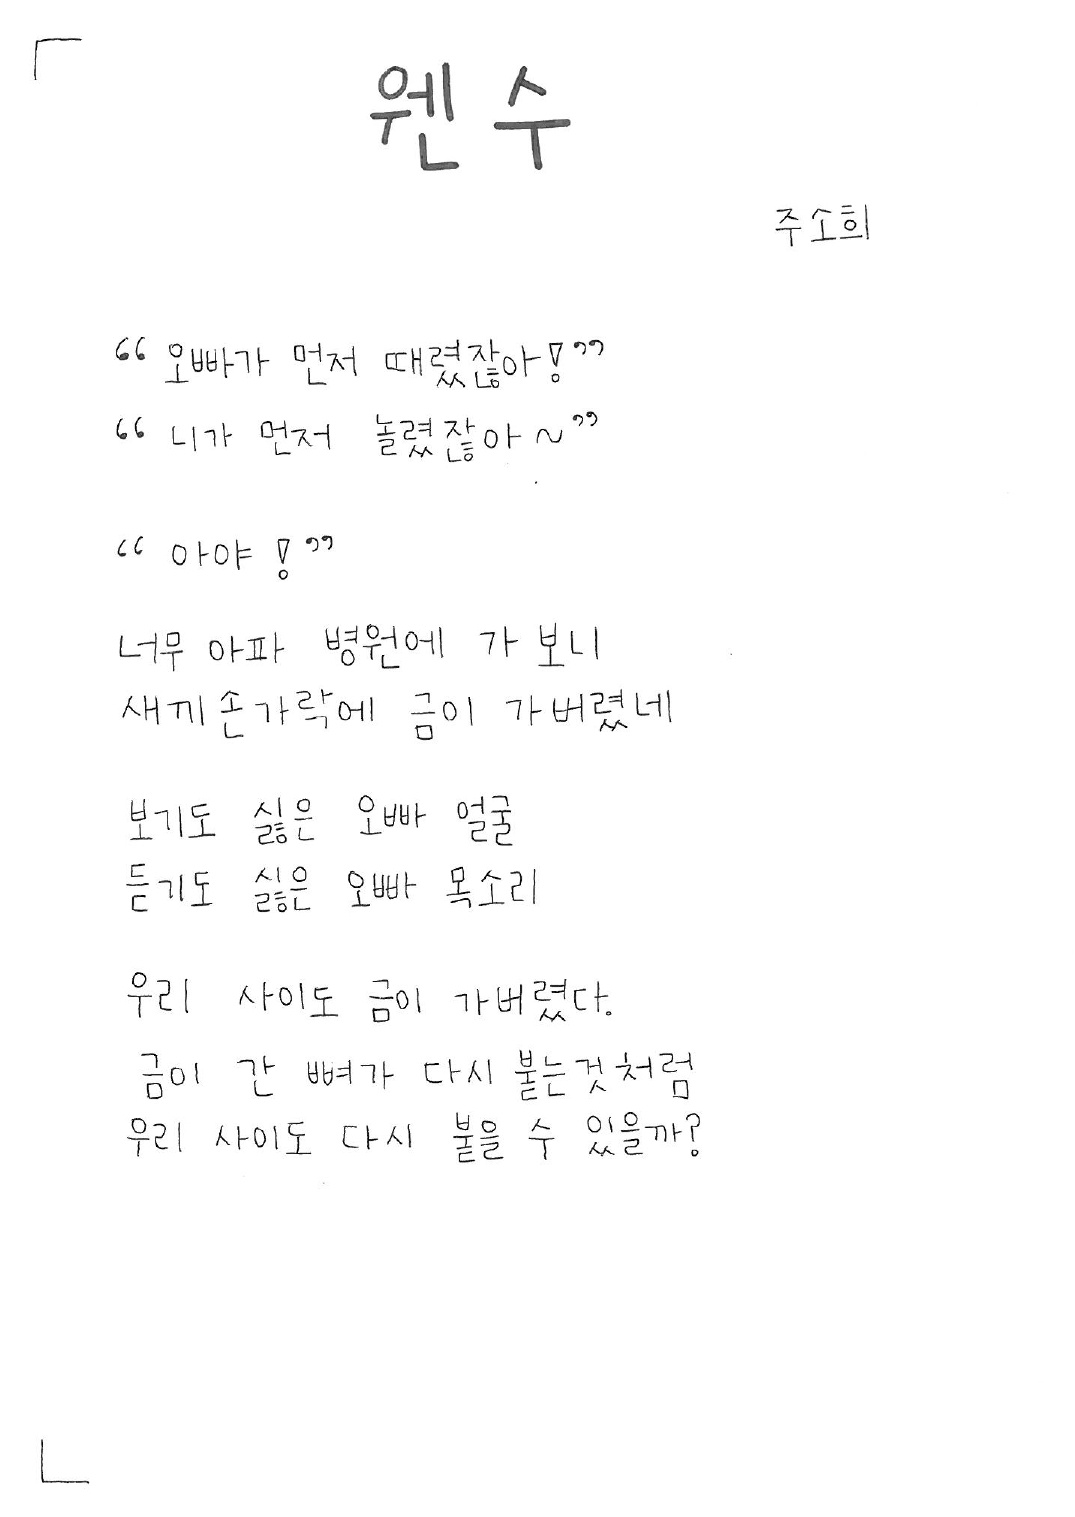 웬수
주소희
“오빠가 먼저 때렸잖아!”
“니가 먼저 놀렸잖아~”
“아야!”
너무 아파 병원에 가 보니
새끼손가락에 금이 가버렸네
보기도 싫은 오빠 얼굴
듣기도 싫은 오빠 목소리
우리 사이도 금이 가버렸다.
금이 간 뼈가 다시 붙는것처럼
우리 사이도 다시 붙을 수 있을까?